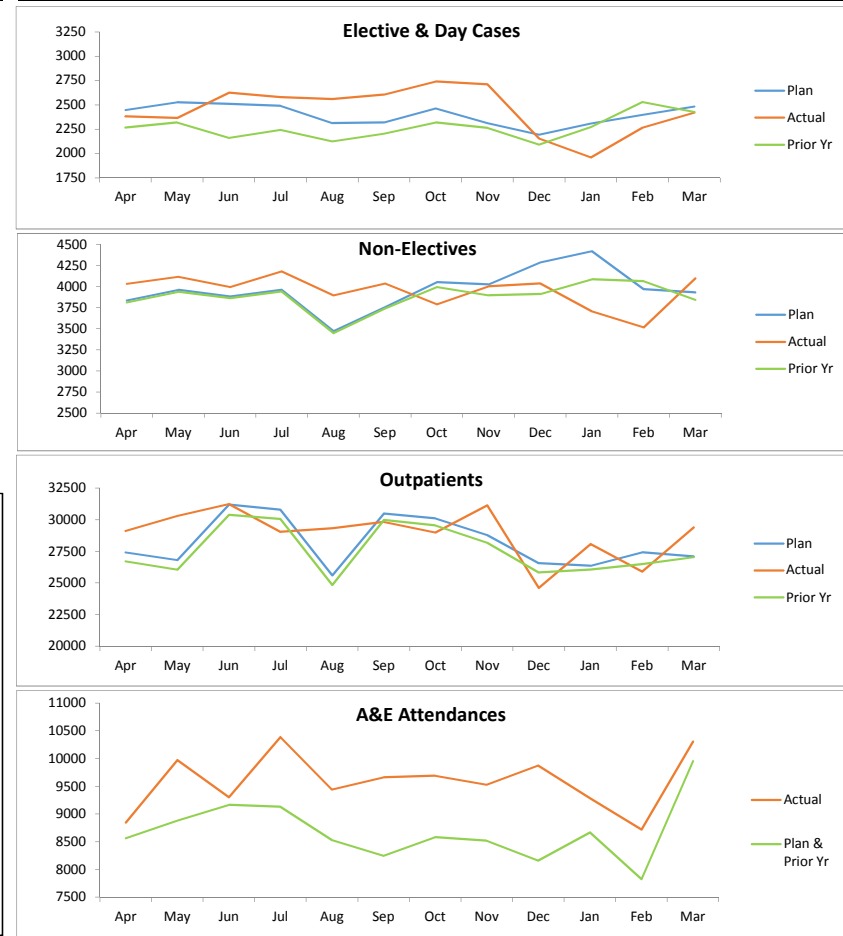 Elective & Day Cases
3250
3000
2750
2500
2250
2000
1750
Apr May Jun Jul Aug Sep Oct Nov Dec Jan Feb Mar
Plan
Actual
Prior Yr
Non-Electives
4500
4250
4000
3750
3500
3250
3000
2750
2500
Apr May Jun Jul Aug Sep Oct Nov Dec Jan Feb Mar
Plan
Actual
Prior Yr
Outpatients
32500
30000
27500
25000
22500
20000
Apr May Jun Jul Aug Sep Oct Nov Dec Jan Feb Mar
Plan
Actual
Prior Yr
A&E Attendances
11000
10500
10000
9500
9000
8500
8000
7500
Apr May Jun Jul Aug Sep Oct Nov Dec Jan Feb Mar
Actual
Plan &
Prior Yr